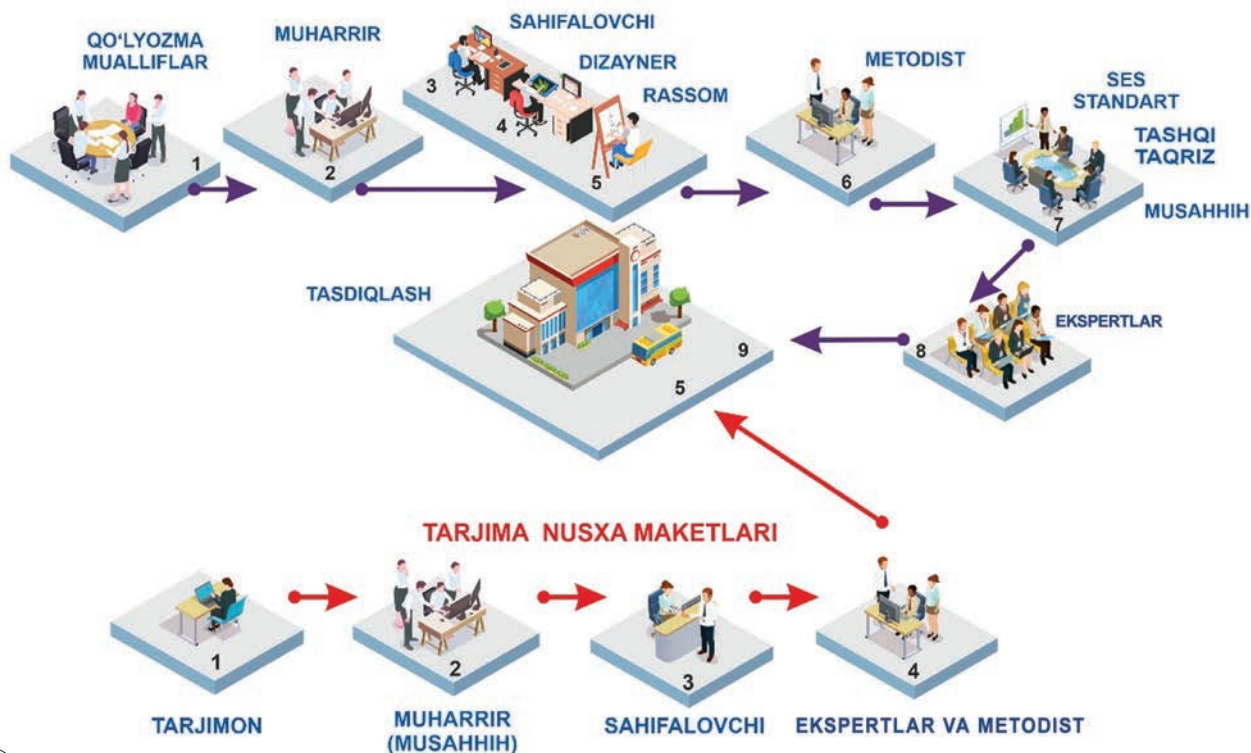 QO‘LYOZMA
MUALLIFLAR
1
MUHARRIR
2
SAHIFALOVCHI
3
DIZAYNER
4
RASSOM
5
METODIST
6
SES
STANDART
TASHQI
TAQRIZ
MUSAHHIH
7
EKSPERTLAR
8
TASDIQLASH
9
5
TARJIMA NUSXA MAKETLARI
1
TARJIMON
2
MUHARRIR
(MUSAHHIH)
3
SAHIFALOVCHI
4
EKSPERTLAR VA METODIST